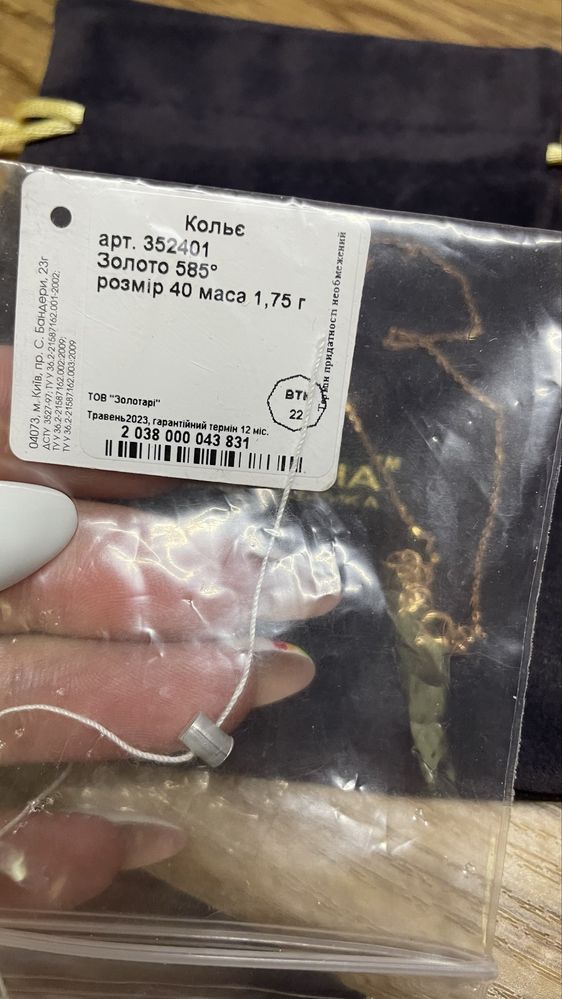 Кольє
арт. 352401
Золото 585°
розмір 40 маса 1,75 г
ТОВ "Золотарі"
Травень2023, гарантійний термін 12 міс.
2 038 000 043 831
ВТК
22
Термін придатності необмежений
04073, м. Київ, пр. С. Бандери, 23г
ДСТУ 3527-97; ТУ У 36.2-21587162.001-2002;
ТУ У 36.2-21587162.002:2009;
ТУ У 36.2-21587162.003:2009